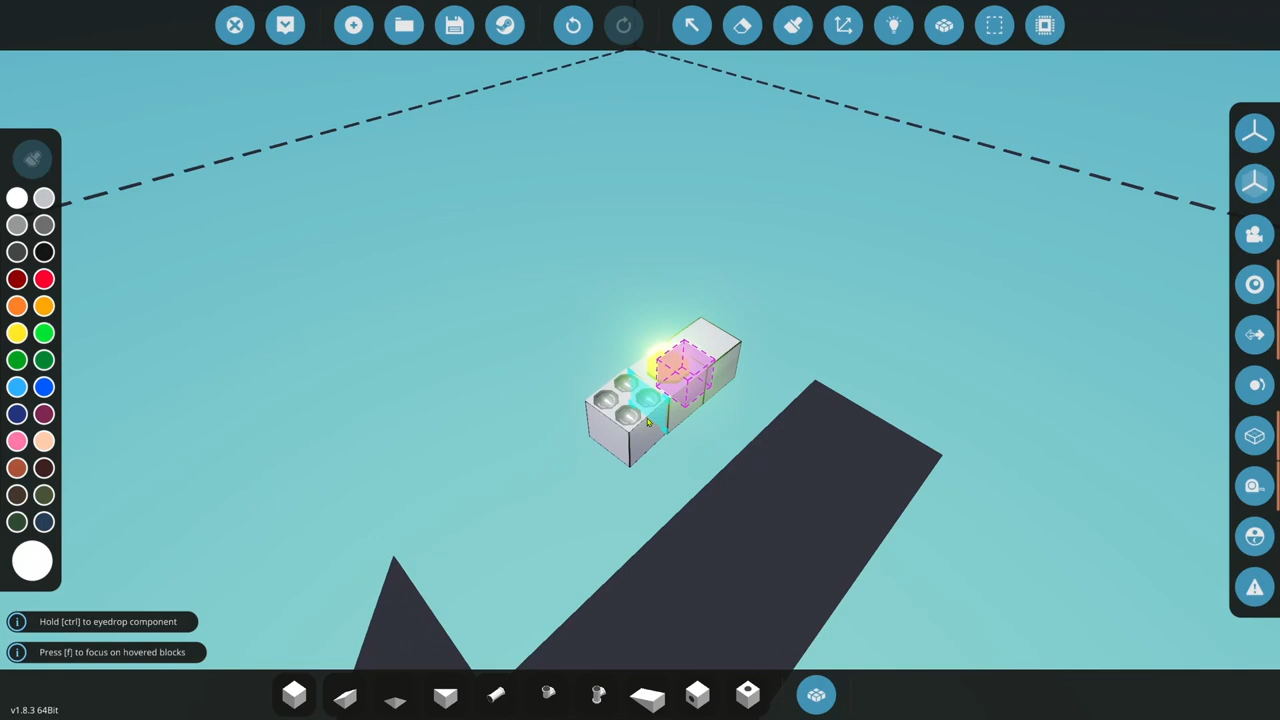 Hold [ctrl] to eyedrop component
Press [f] to focus on hovered blocks
v1.8.3 64Bit